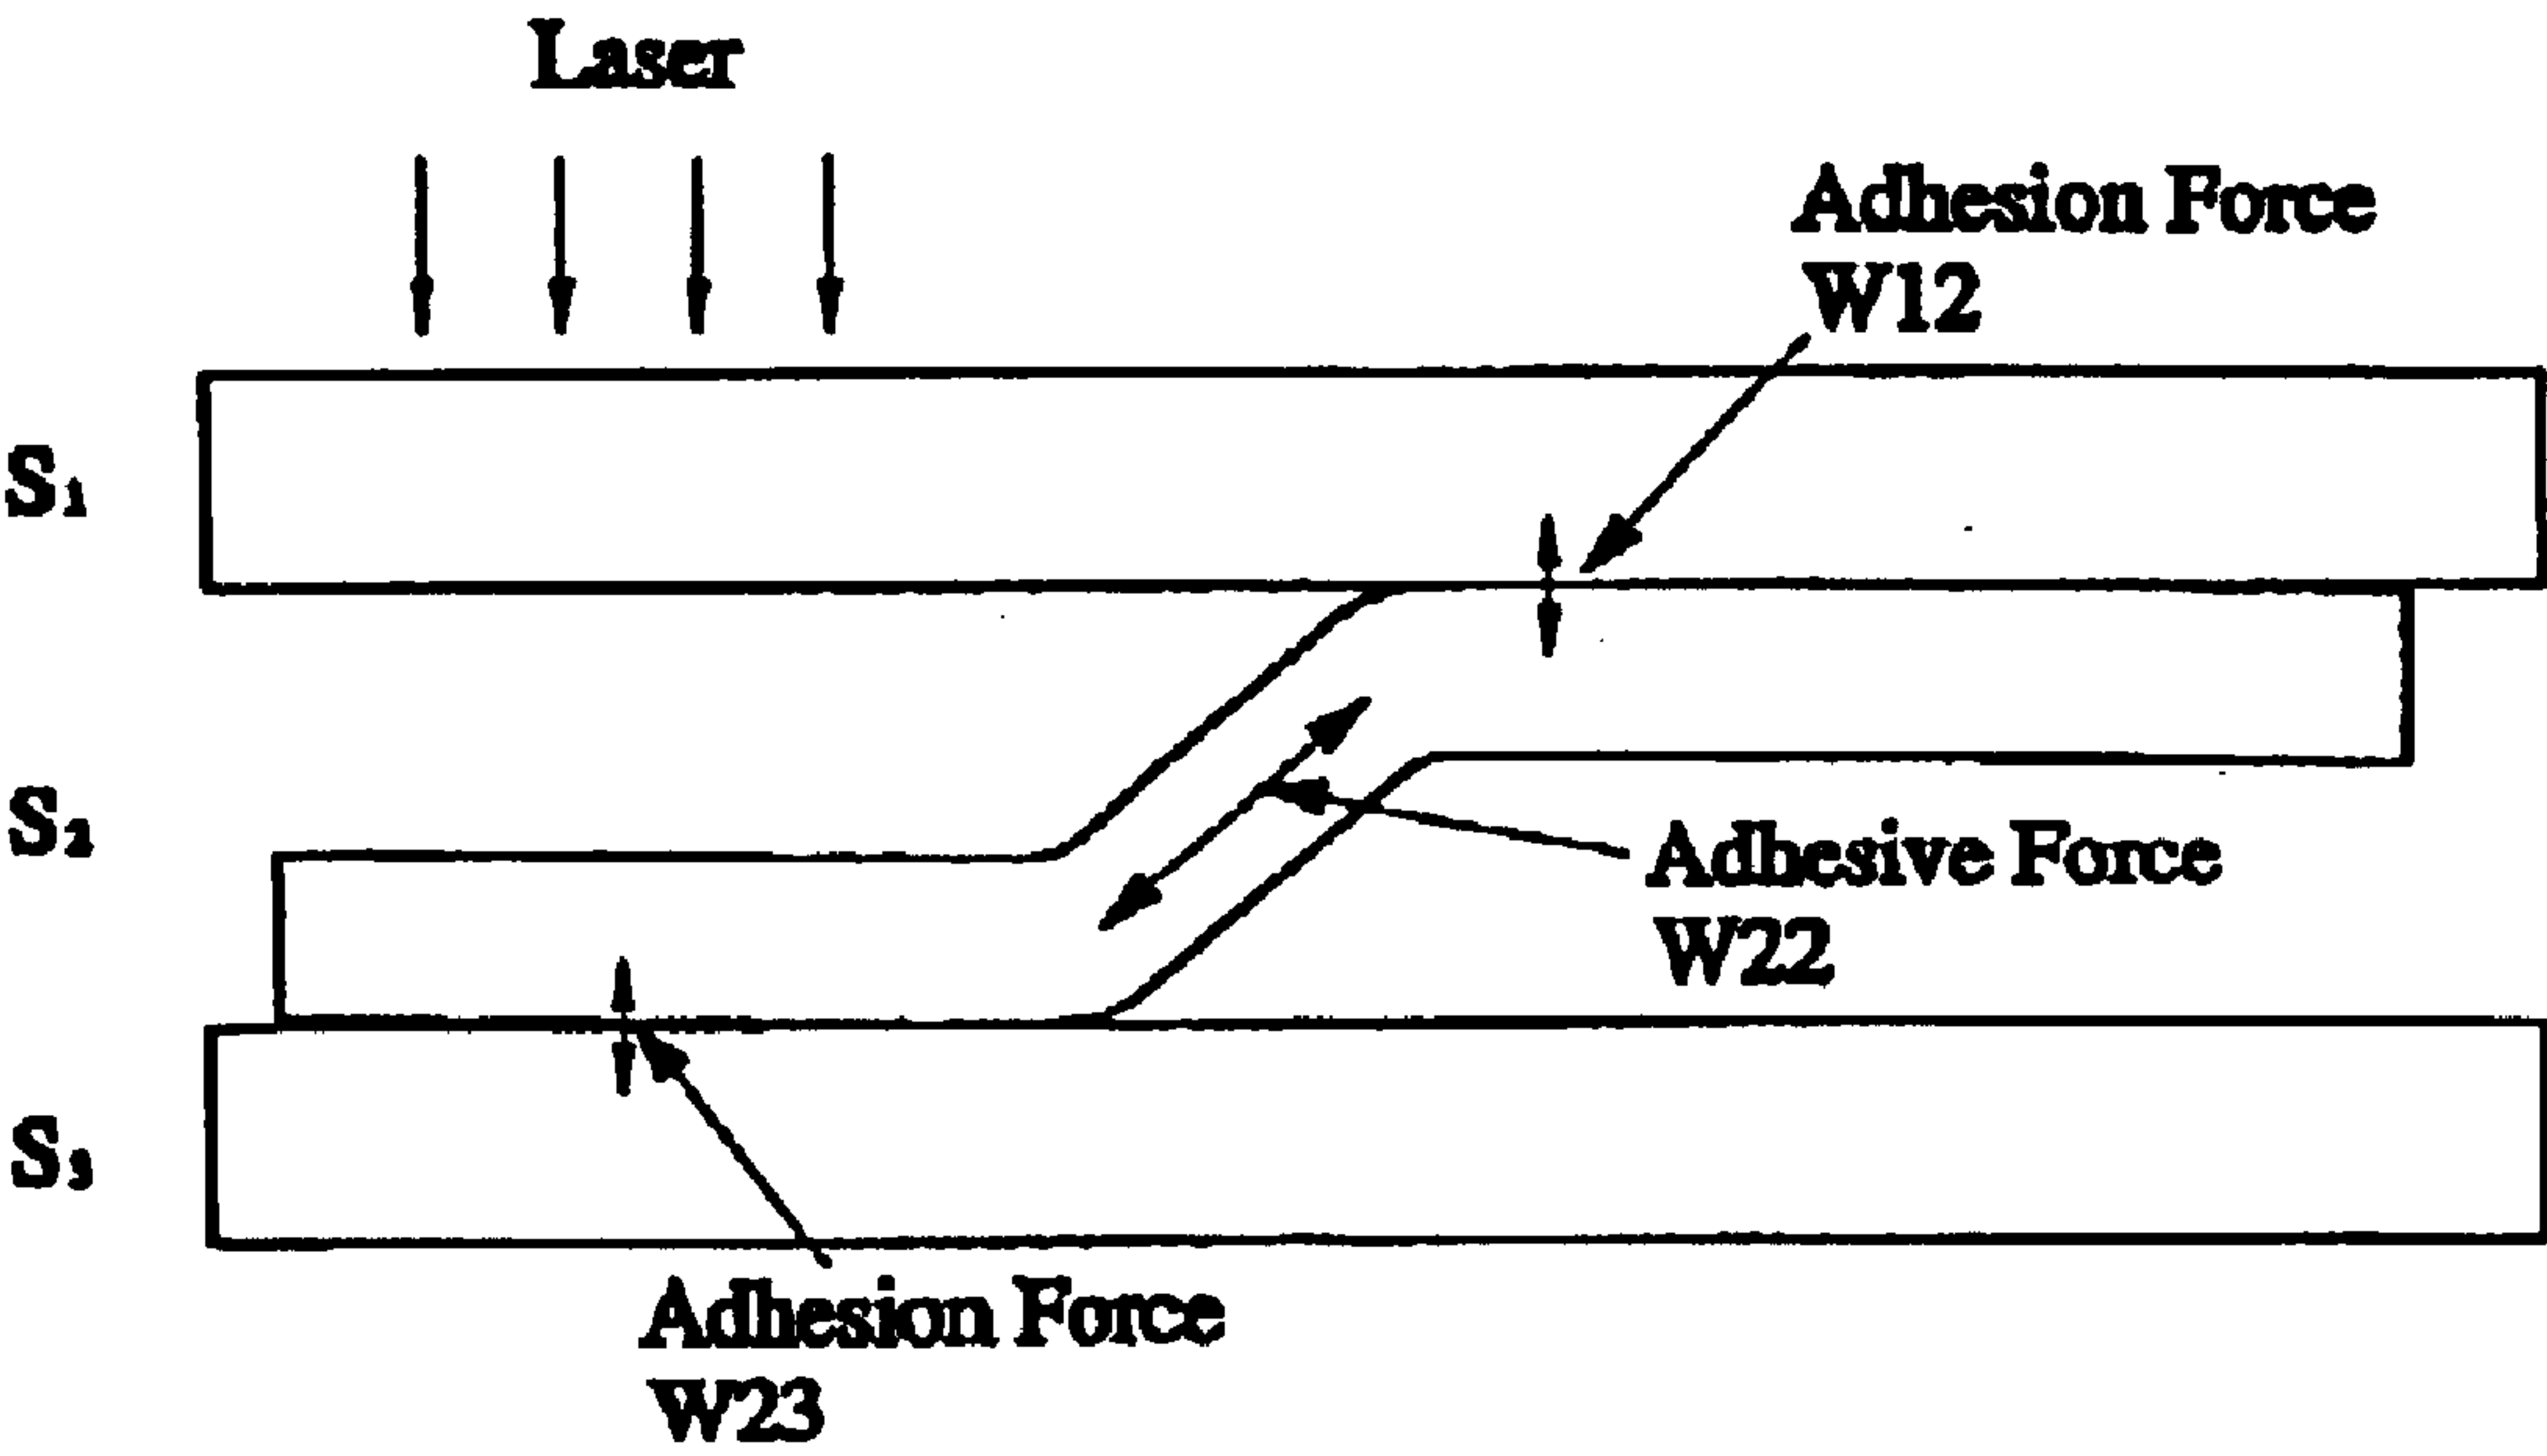 Laser
Adhesion Force
W12
S₁
S₂
Adhesive Force
W22
S₃
Adhesion Force
W23